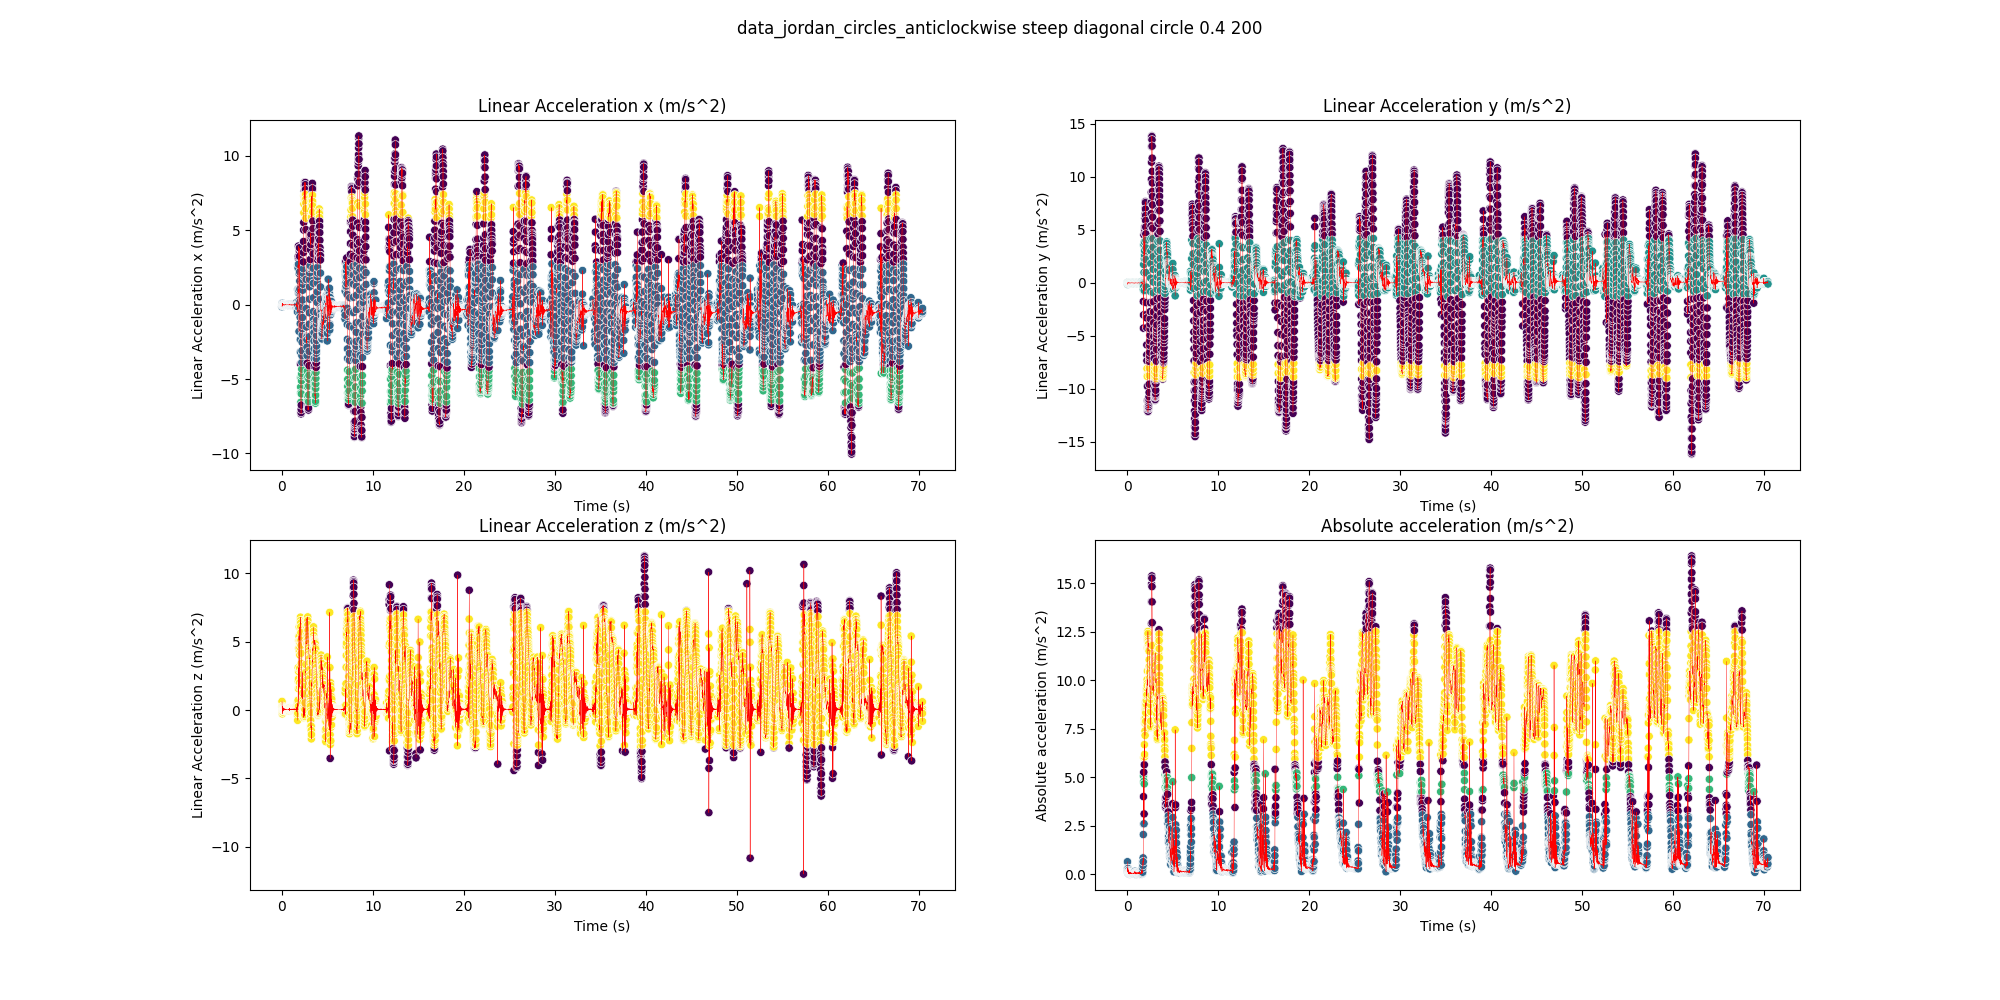 data_jordan_circles_anticlockwise steep diagonal circle 0.4 200
Linear Acceleration x (m/s^2)
Linear Acceleration x (m/s^2)
10
5
0
−5
−10
0 10 20 30 40 50 60 70
Time (s)
Linear Acceleration y (m/s^2)
Linear Acceleration y (m/s^2)
15
10
5
0
−5
−10
−15
0 10 20 30 40 50 60 70
Time (s)
Linear Acceleration z (m/s^2)
Linear Acceleration z (m/s^2)
10
5
0
−5
−10
0 10 20 30 40 50 60 70
Time (s)
Absolute acceleration (m/s^2)
Absolute acceleration (m/s^2)
15.0
12.5
10.0
7.5
5.0
2.5
0.0
0 10 20 30 40 50 60 70
Time (s)